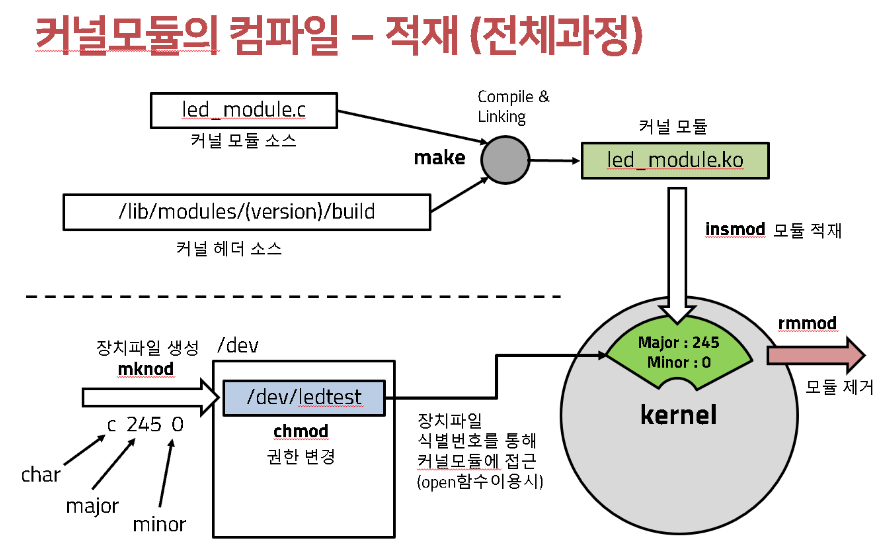 커널모듈의 컴파일 – 적재 (전체과정)
led_module.c
커널 모듈 소스
Compile &
Linking
make
커널 모듈
led_module.ko
/lib/modules/(version)/build
커널 헤더 소스
insmod 모듈 적재
장치파일 생성
mknod
c 245 0
char
major
minor
/dev
/dev/ledtest
chmod
권한 변경
장치파일
식별번호를 통해
커널모듈에 접근
(open함수이용시)
Major : 245
Minor : 0
kernel
rmmod
모듈 제거